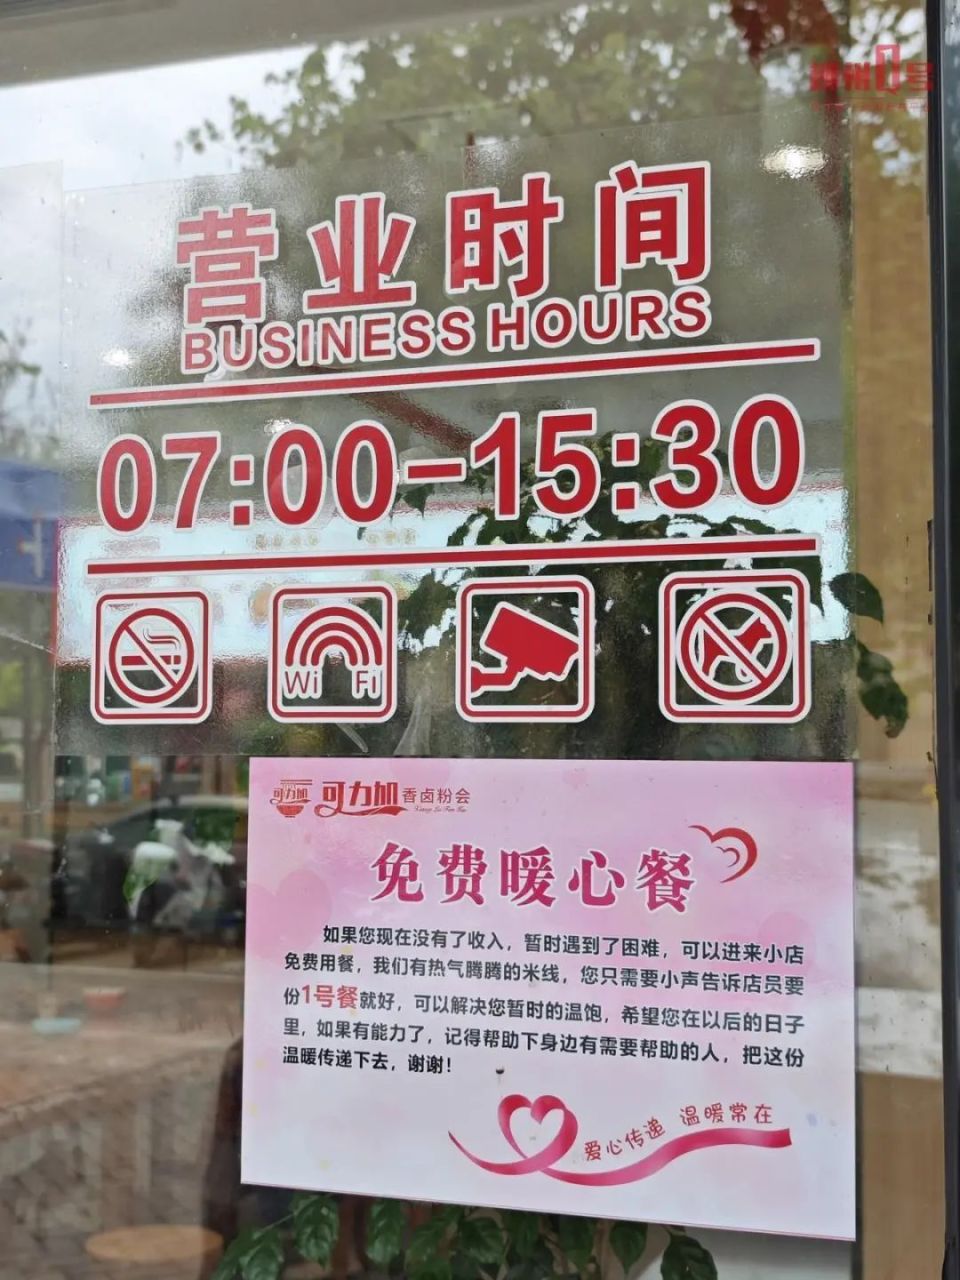 营业时间
BUSINESS HOURS
07:00-15:30
Wi Fi
可力加 可力加 香卤粉会
免费暖心餐
如果您现在没有了收入，暂时遇到了困难，可以进来小店
免费用餐，我们有热气腾腾的米线，您只需要小声告诉店员要
份1号餐就好，可以解决您暂时的温饱，希望您在以后的日子
里，如果有能力了，记得帮助下身边有需要帮助的人，把这份
温暖传递下去，谢谢！
爱心传递 温暖常在